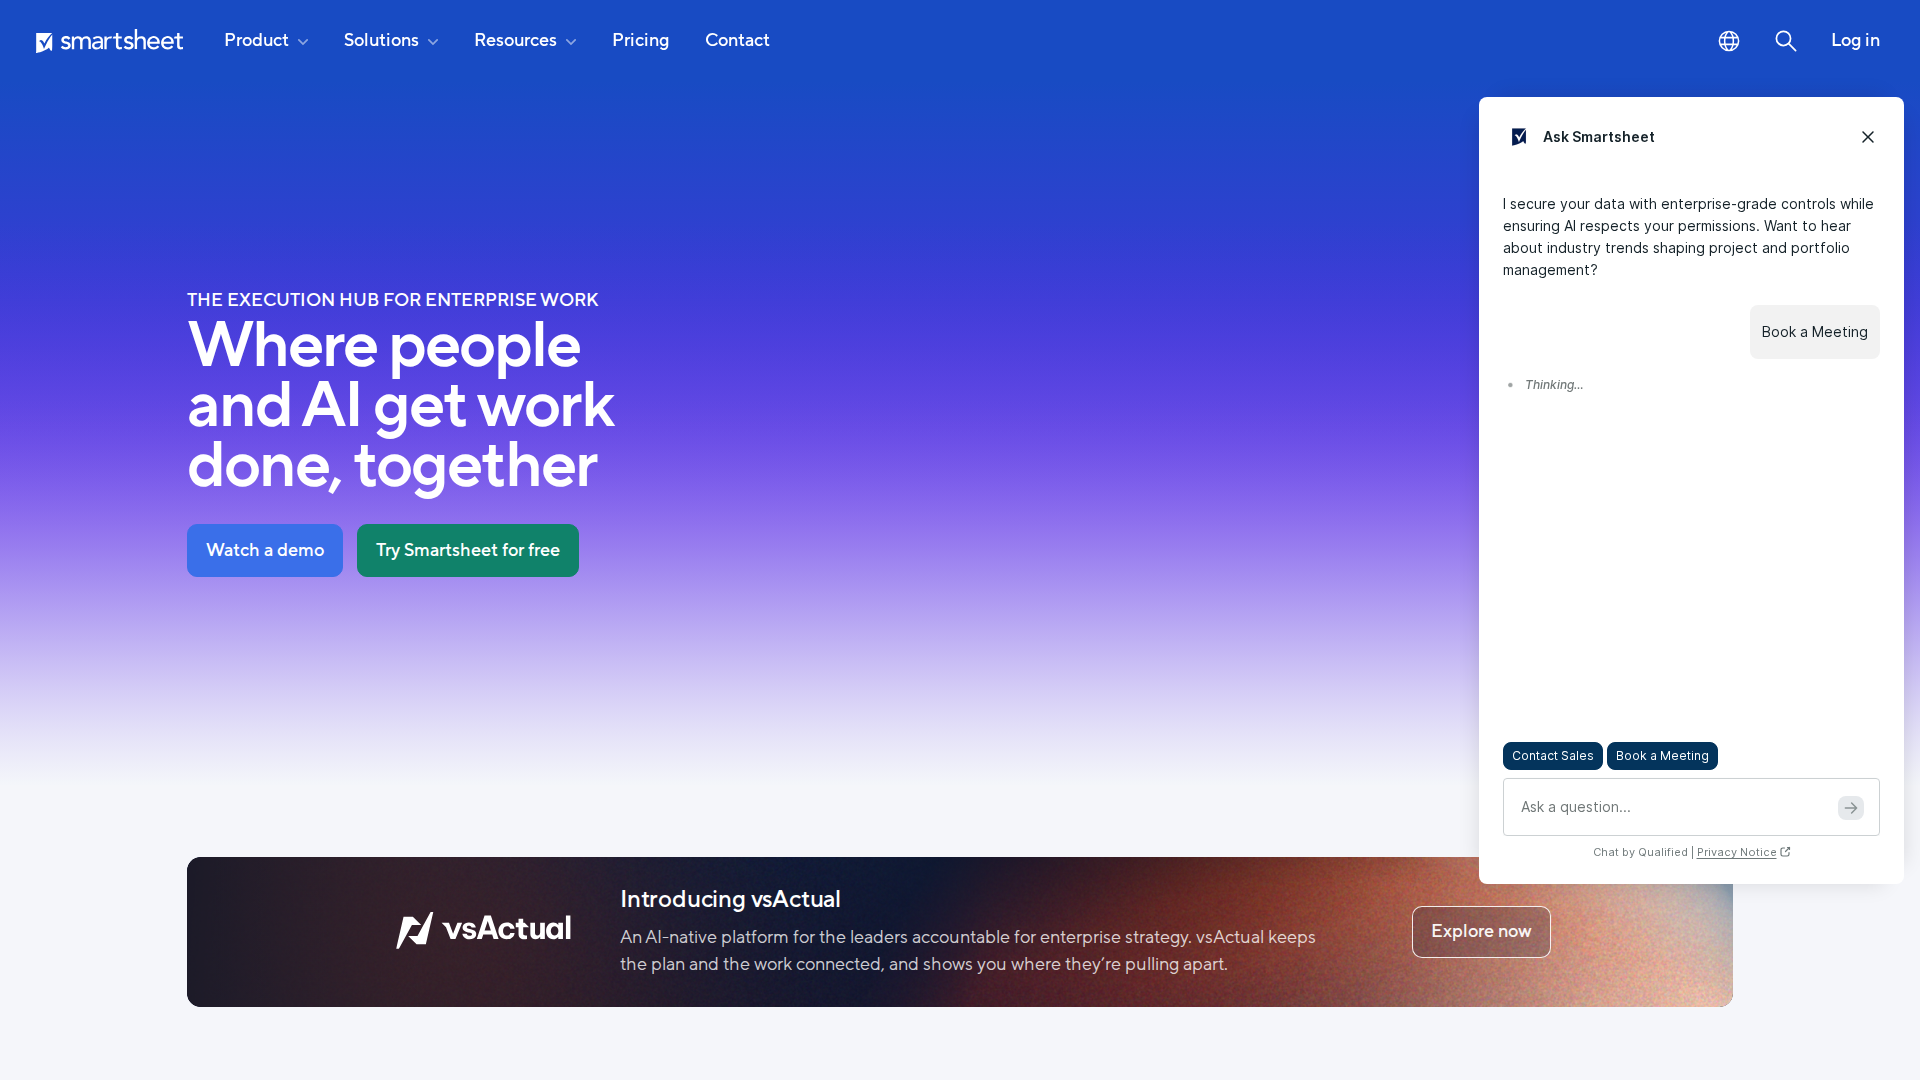 smartsheet
Product
Solutions
Resources
Pricing
Contact
Log in
THE EXECUTION HUB FOR ENTERPRISE WORK
Where people
and AI get work
done, together
Watch a demo
Try Smartsheet for free
Ask Smartsheet
I secure your data with enterprise-grade controls while
ensuring AI respects your permissions. Want to hear
about industry trends shaping project and portfolio
management?
Book a Meeting
Thinking...
Contact Sales
Book a Meeting
Ask a question...
Chat by Qualified | Privacy Notice
vsActual
Introducing vsActual
An AI-native platform for the leaders accountable for enterprise strategy. vsActual keeps
the plan and the work connected, and shows you where they’re pulling apart.
Explore now